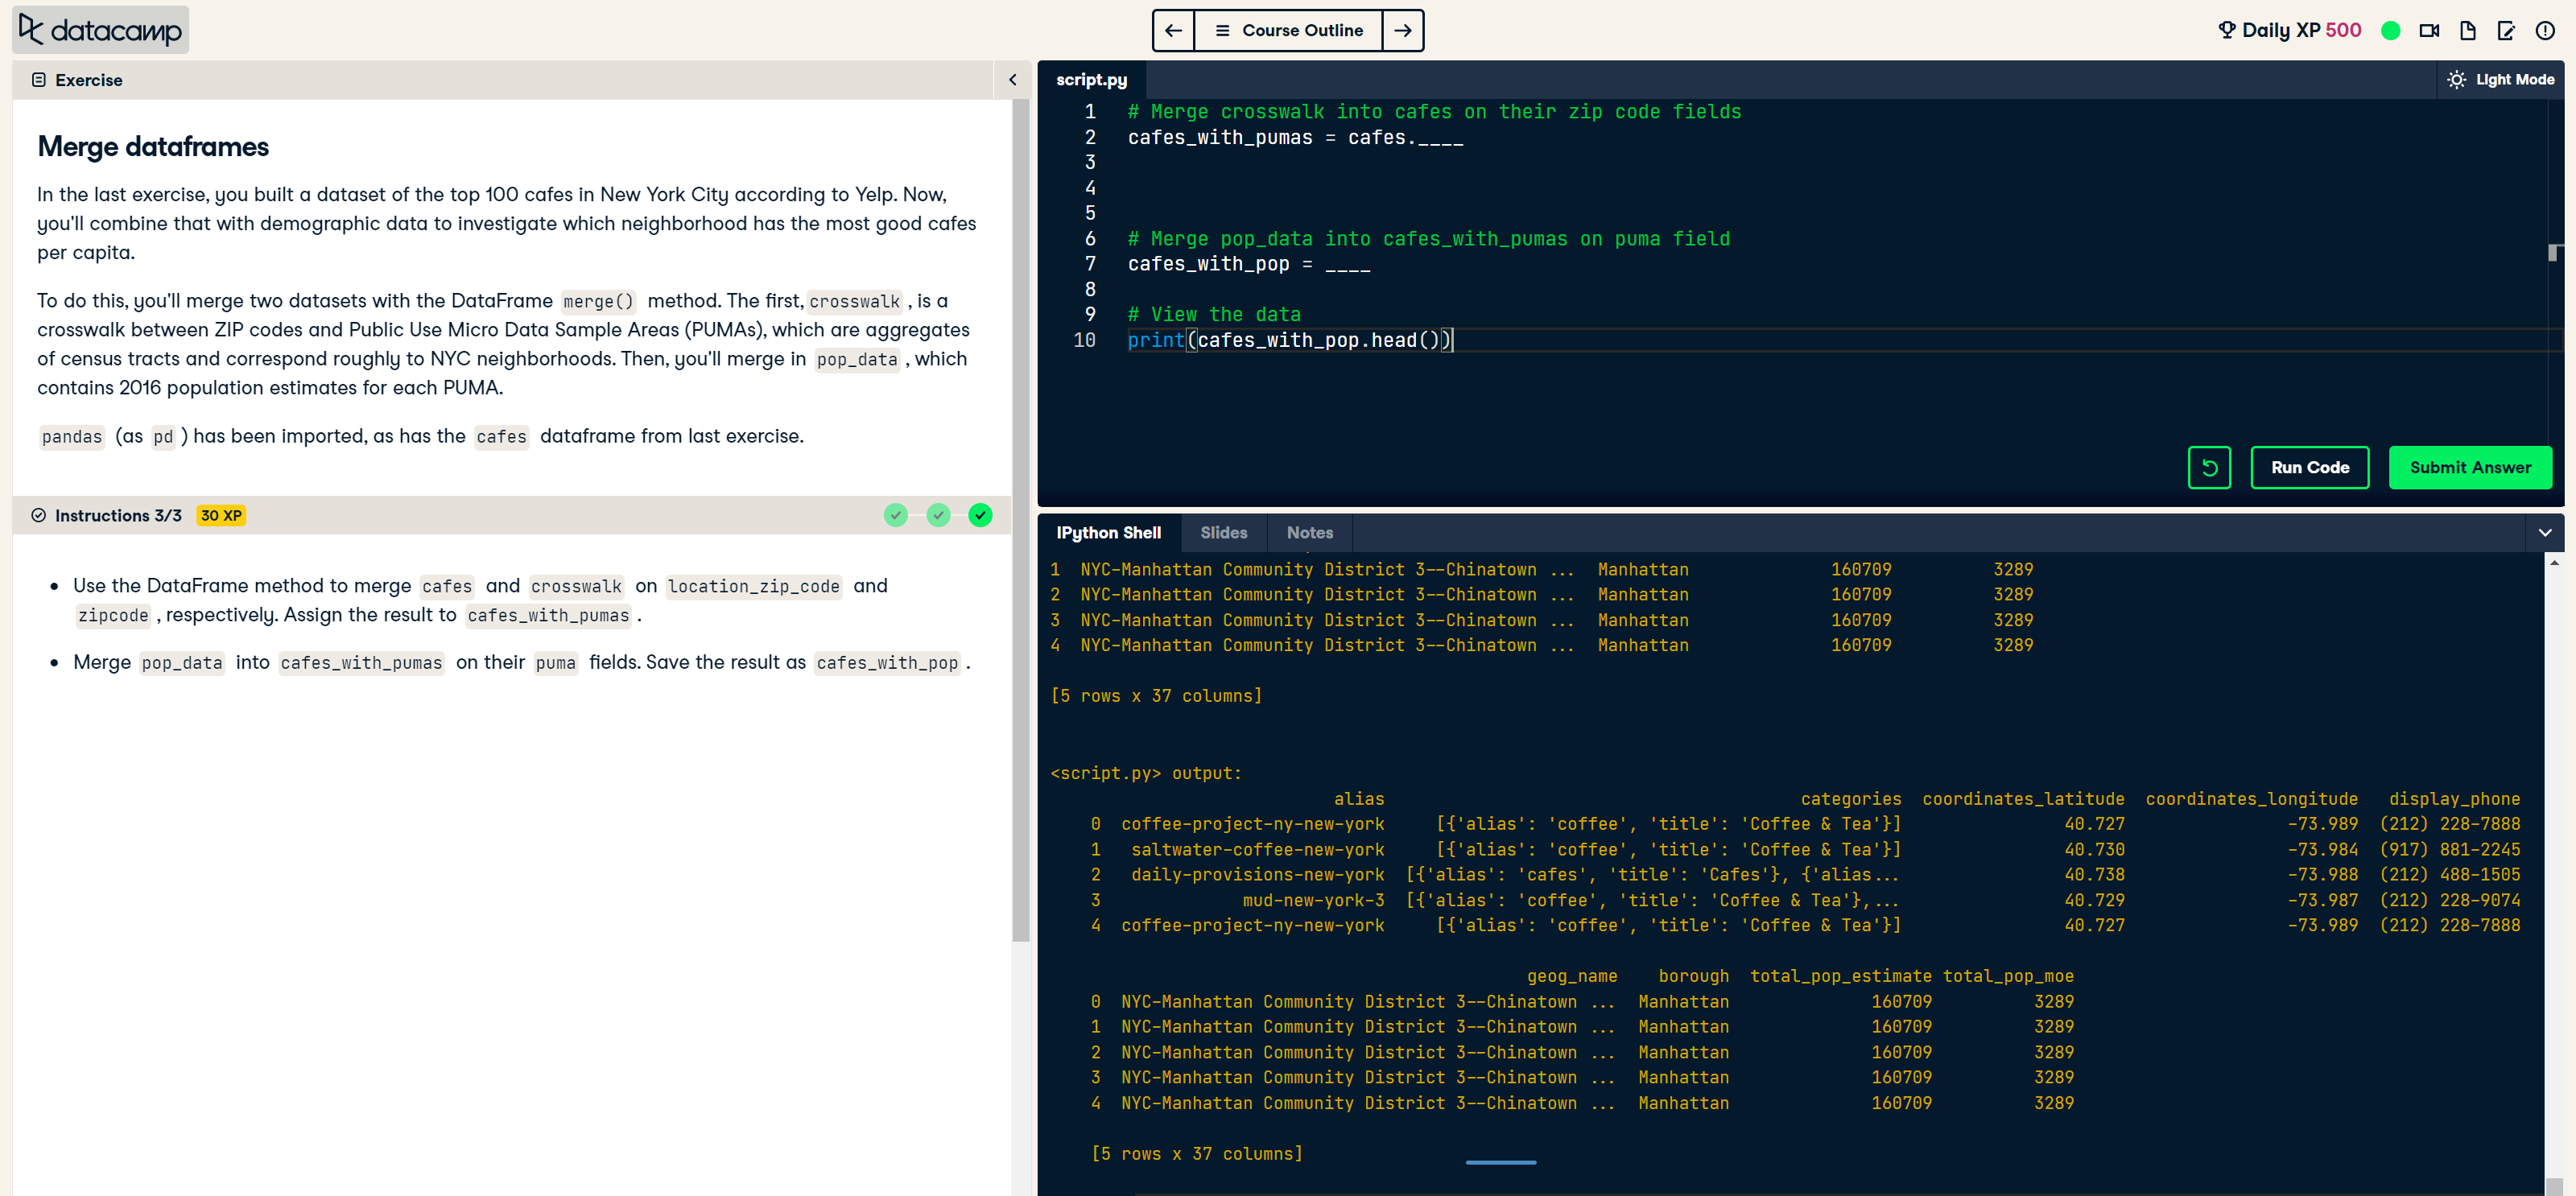 datacamp
Course Outline
Daily XP 500
Exercise
Merge dataframes
In the last exercise, you built a dataset of the top 100 cafes in New York City according to Yelp. Now,
you'll combine that with demographic data to investigate which neighborhood has the most good cafes
per capita.
To do this, you'll merge two datasets with the DataFrame merge() method. The first, crosswalk , is a
crosswalk between ZIP codes and Public Use Micro Data Sample Areas (PUMAs), which are aggregates
of census tracts and correspond roughly to NYC neighborhoods. Then, you'll merge in pop_data , which
contains 2016 population estimates for each PUMA.
pandas (as pd ) has been imported, as has the cafes dataframe from last exercise.
Instructions 3/3 30 XP
• Use the DataFrame method to merge cafes and crosswalk on location_zip_code and
zipcode , respectively. Assign the result to cafes_with_pumas .
• Merge pop_data into cafes_with_pumas on their puma fields. Save the result as cafes_with_pop .
script.py
Light Mode
1 # Merge crosswalk into cafes on their zip code fields
2 cafes_with_pumas = cafes.____
3
4
5
6 # Merge pop_data into cafes_with_pumas on puma field
7 cafes_with_pop = ____
8
9 # View the data
10 print(cafes_with_pop.head())
Run Code
Submit Answer
IPython Shell Slides Notes
1 NYC-Manhattan Community District 3--Chinatown ... Manhattan 160709 3289
2 NYC-Manhattan Community District 3--Chinatown ... Manhattan 160709 3289
3 NYC-Manhattan Community District 3--Chinatown ... Manhattan 160709 3289
4 NYC-Manhattan Community District 3--Chinatown ... Manhattan 160709 3289
[5 rows x 37 columns]
<script.py> output:
alias categories coordinates_latitude coordinates_longitude display_phone
0 coffee-project-ny-new-york [{'alias': 'coffee', 'title': 'Coffee & Tea'}] 40.727 -73.989 (212) 228-7888
1 saltwater-coffee-new-york [{'alias': 'coffee', 'title': 'Coffee & Tea'}] 40.730 -73.984 (917) 881-2245
2 daily-provisions-new-york [{'alias': 'cafes', 'title': 'Cafes'}, {'alias... 40.738 -73.988 (212) 488-1505
3 mud-new-york-3 [{'alias': 'coffee', 'title': 'Coffee & Tea'},... 40.729 -73.987 (212) 228-9074
4 coffee-project-ny-new-york [{'alias': 'coffee', 'title': 'Coffee & Tea'}] 40.727 -73.989 (212) 228-7888
geog_name borough total_pop_estimate total_pop_moe
0 NYC-Manhattan Community District 3--Chinatown ... Manhattan 160709 3289
1 NYC-Manhattan Community District 3--Chinatown ... Manhattan 160709 3289
2 NYC-Manhattan Community District 3--Chinatown ... Manhattan 160709 3289
3 NYC-Manhattan Community District 3--Chinatown ... Manhattan 160709 3289
4 NYC-Manhattan Community District 3--Chinatown ... Manhattan 160709 3289
[5 rows x 37 columns]